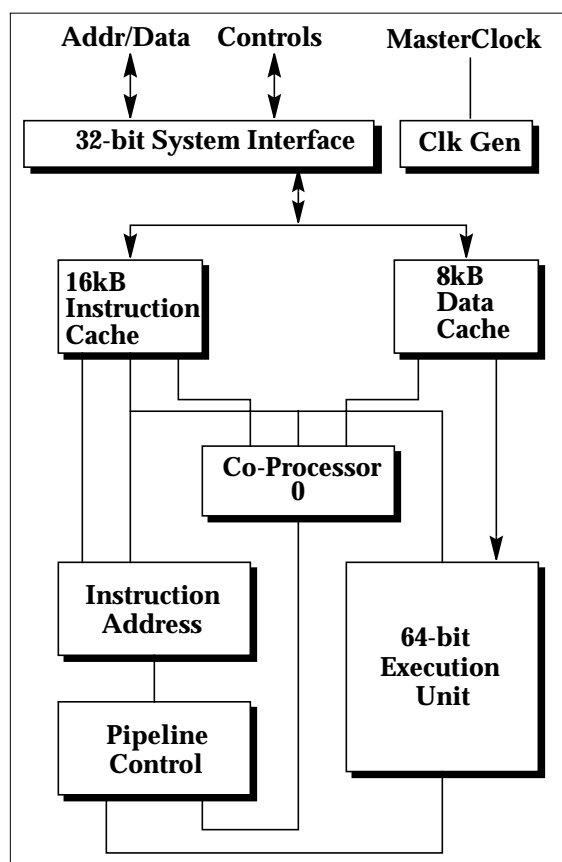 Addr/Data
Controls
MasterClock
32-bit System Interface
Clk Gen
16kB
Instruction
Cache
8kB
Data
Cache
Co-Processor
0
Instruction
Address
64-bit
Execution
Unit
Pipeline
Control